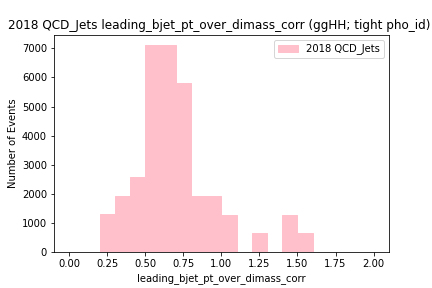 2018 QCD_Jets leading_bjet_pt_over_dimass_corr (ggHH; tight pho_id)
2018 QCD_Jets
7000
6000
5000
4000
3000
2000
1000
0
Number of Events
0.00 0.25 0.50 0.75 1.00 1.25 1.50 1.75 2.00
leading_bjet_pt_over_dimass_corr